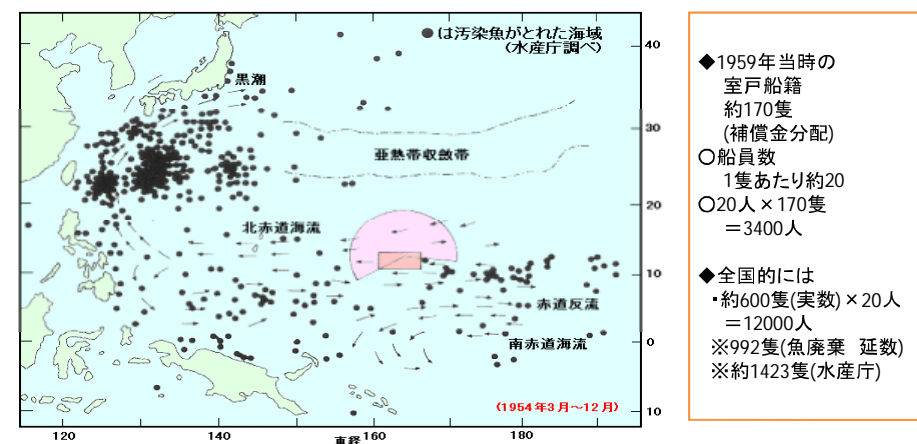 ●は汚染魚がとれた海域
(水産庁調べ)
黒潮
亜熱帯収斂帯
北赤道海流
赤道反流
南赤道海流
(1954年3月～12月)
40
30
20
10
0
10
120
140
東経
160
180
◆1959年当時の
室戸船籍
約170隻
(補償金分配)
○船員数
1隻あたり約20
○20人×170隻
＝3400人
◆全国的には
・約600隻(実数)×20人
＝12000人
※992隻(魚廃棄　延数)
※約1423隻(水産庁)